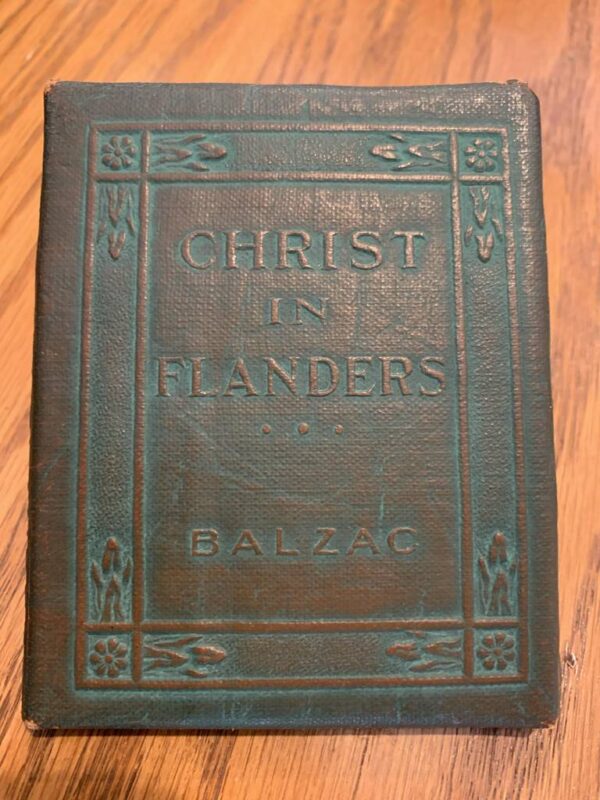 CHRIST
IN
FLANDERS
• • •
BALZAC